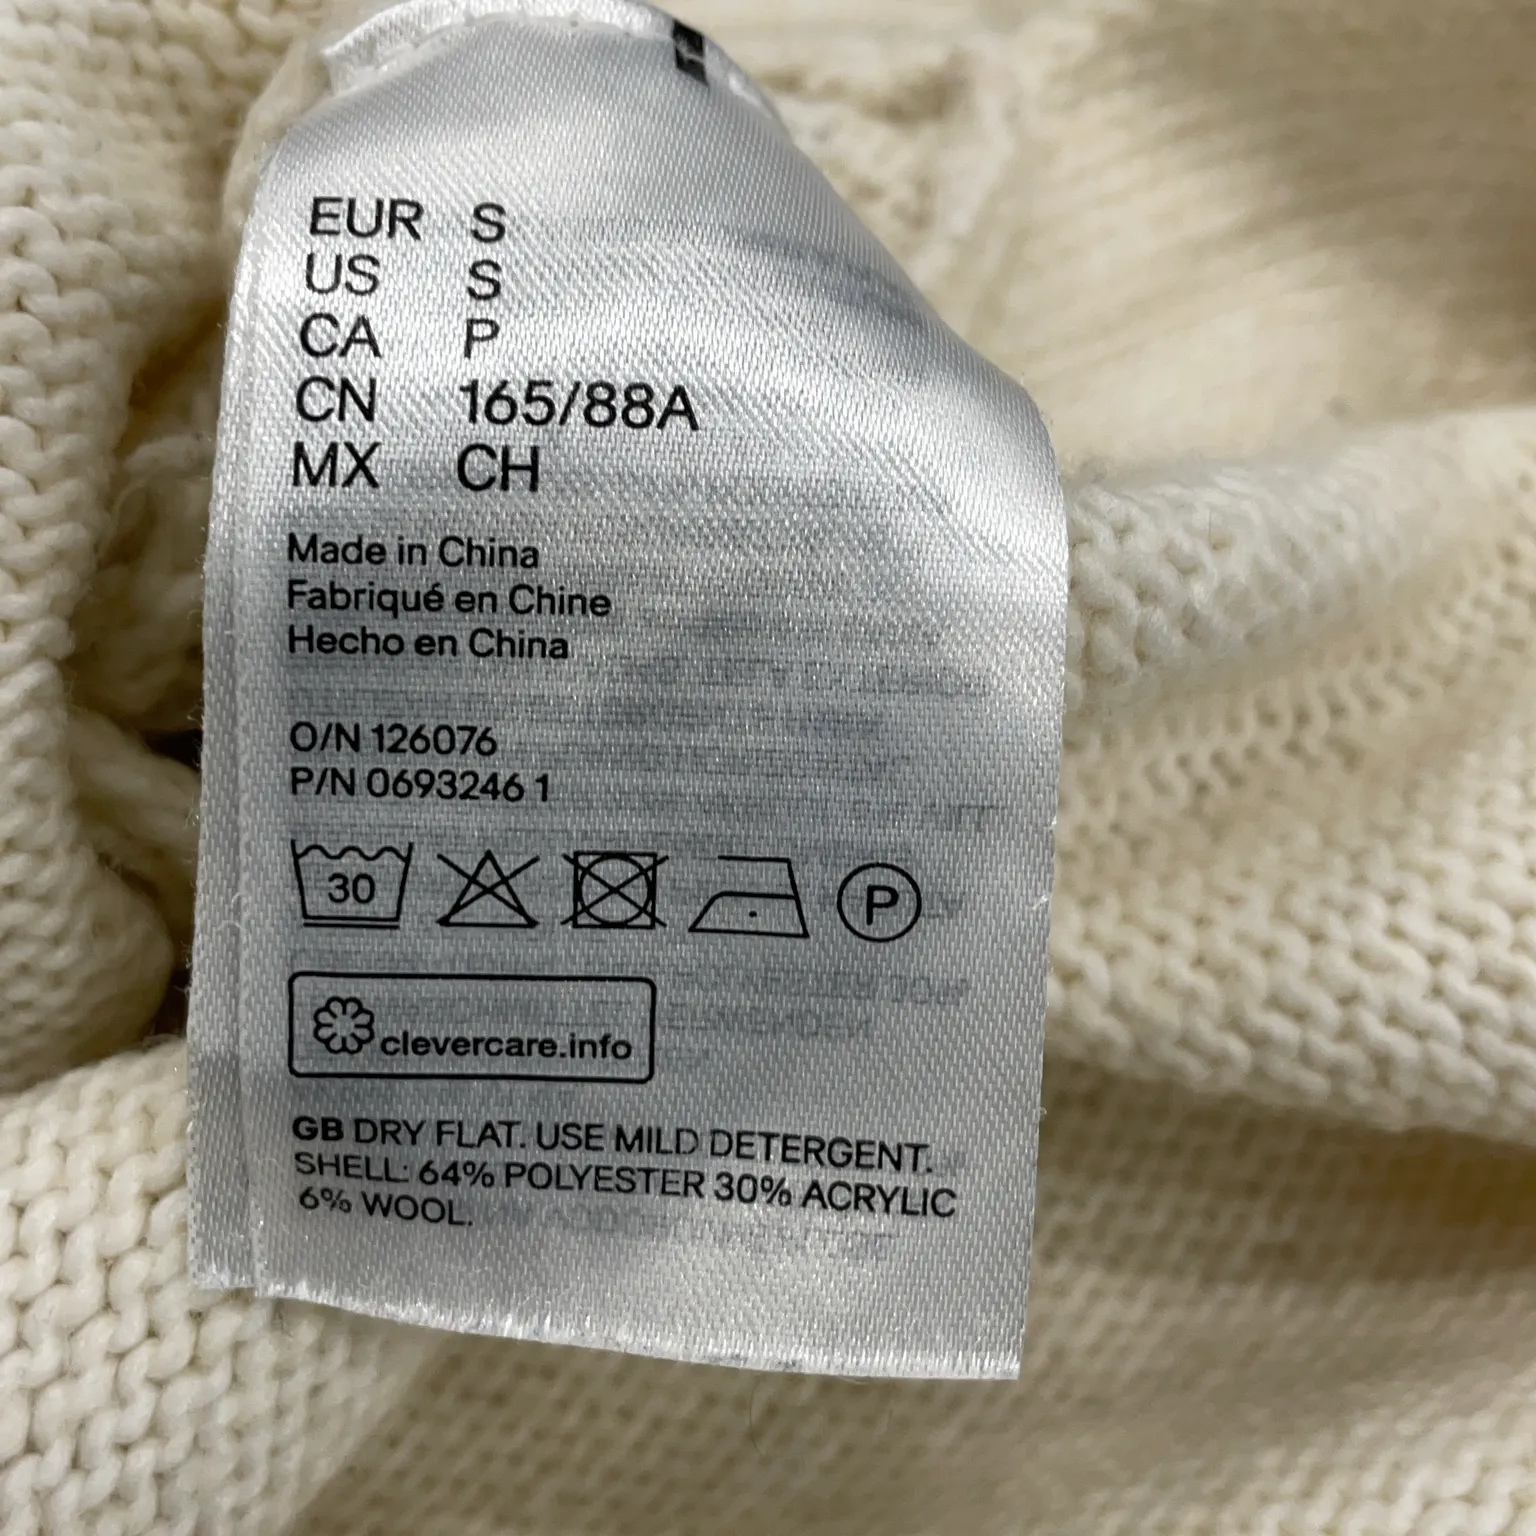 EUR S
US S
CA P
CN 165/88A
MX CH
Made in China
Fabriqué en Chine
Hecho en China
O/N 126076
P/N 0693246 1
30
P
clevercare.info
GB DRY FLAT. USE MILD DETERGENT.
SHELL: 64% POLYESTER 30% ACRYLIC
6% WOOL.